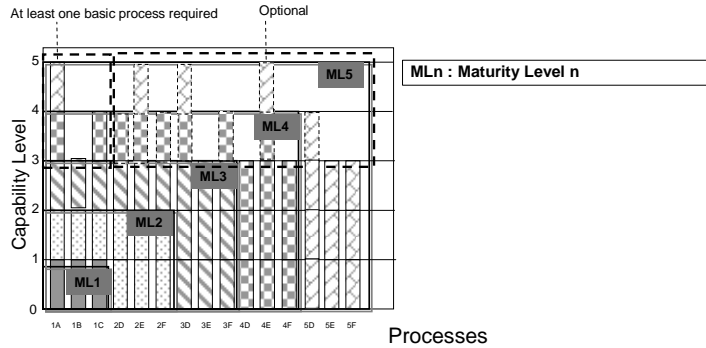 At least one basic process required
Optional
MLn : Maturity Level n
Capability Level
5
4
3
2
1
0
ML5
ML4
ML3
ML2
ML1
1A 1B 1C 2D 2E 2F 3D 3E 3F 4D 4E 4F 5D 5E 5F
Processes